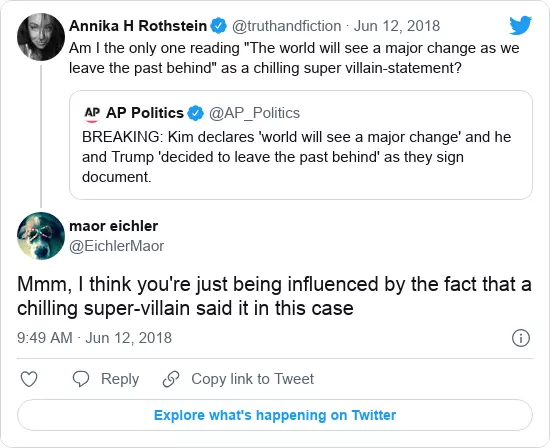 Annika H Rothstein @truthandfiction · Jun 12, 2018
Am I the only one reading "The world will see a major change as we
leave the past behind" as a chilling super villain-statement?
AP AP Politics @AP_Politics
BREAKING: Kim declares 'world will see a major change' and he
and Trump 'decided to leave the past behind' as they sign
document.
maor eichler
@EichlerMaor
Mmm, I think you're just being influenced by the fact that a
chilling super-villain said it in this case
9:49 AM · Jun 12, 2018
Reply Copy link to Tweet
Explore what's happening on Twitter